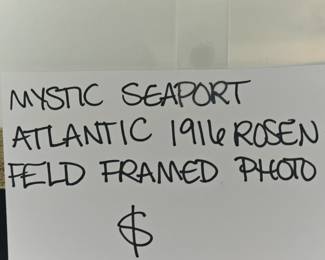 MYSTIC SEAPORT
ATLANTIC 1916 ROSEN
FELD FRAMED PHOTO
$